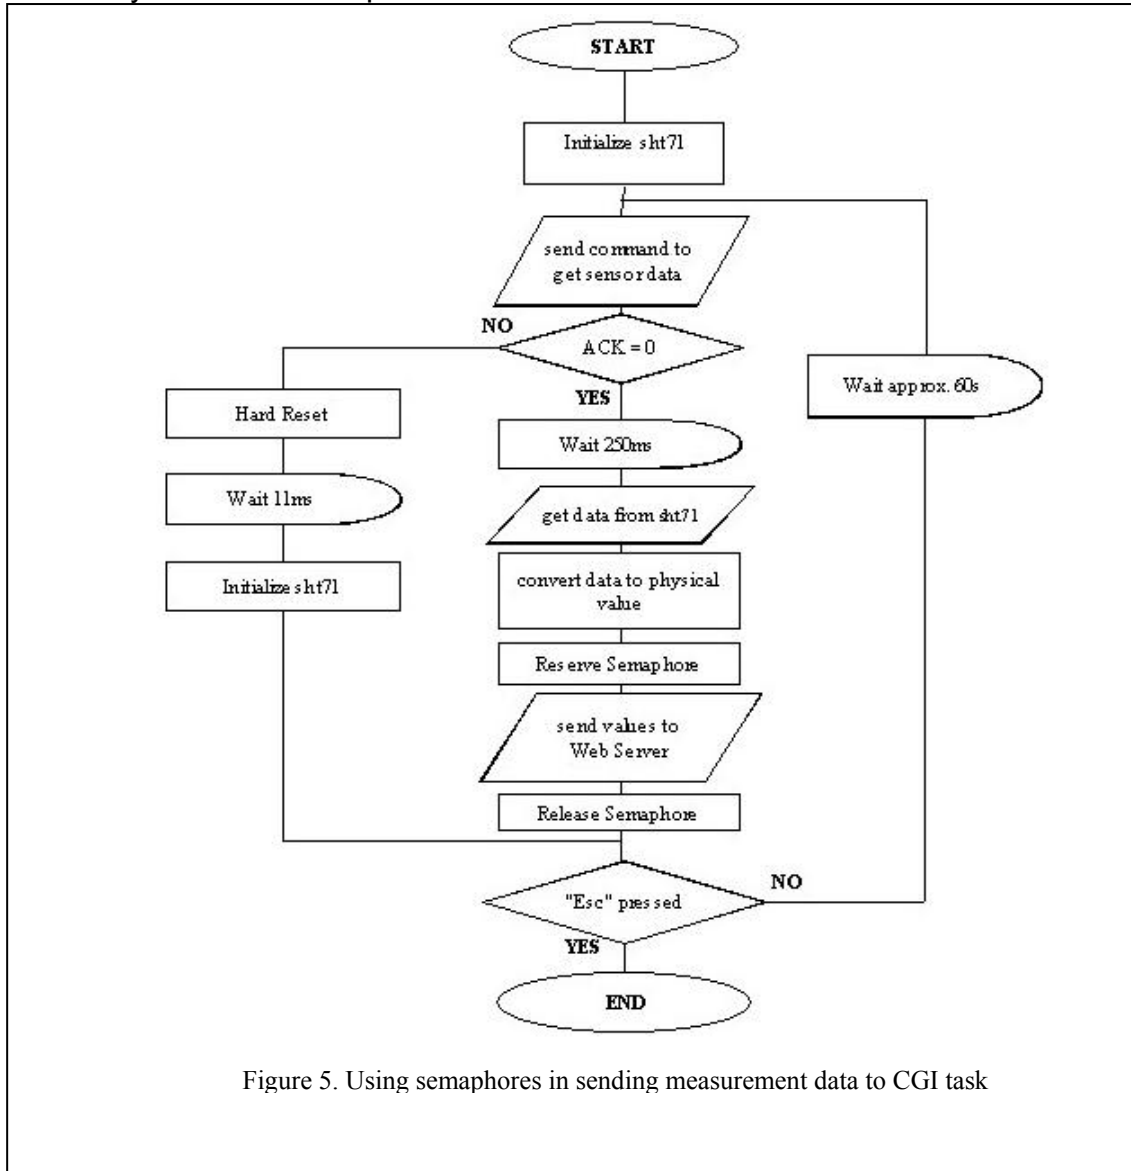 START
Initialize sht71
send command to
get sensor data
NO
ACK = 0
YES
Wait approx. 60s
Hard Reset
Wait 250ms
Wait 11ms
get data from sht71
Initialize sht71
convert data to physical
value
Reserve Semaphore
send values to
Web Server
Release Semaphore
"Esc" pressed
NO
YES
END
Figure 5. Using semaphores in sending measurement data to CGI task